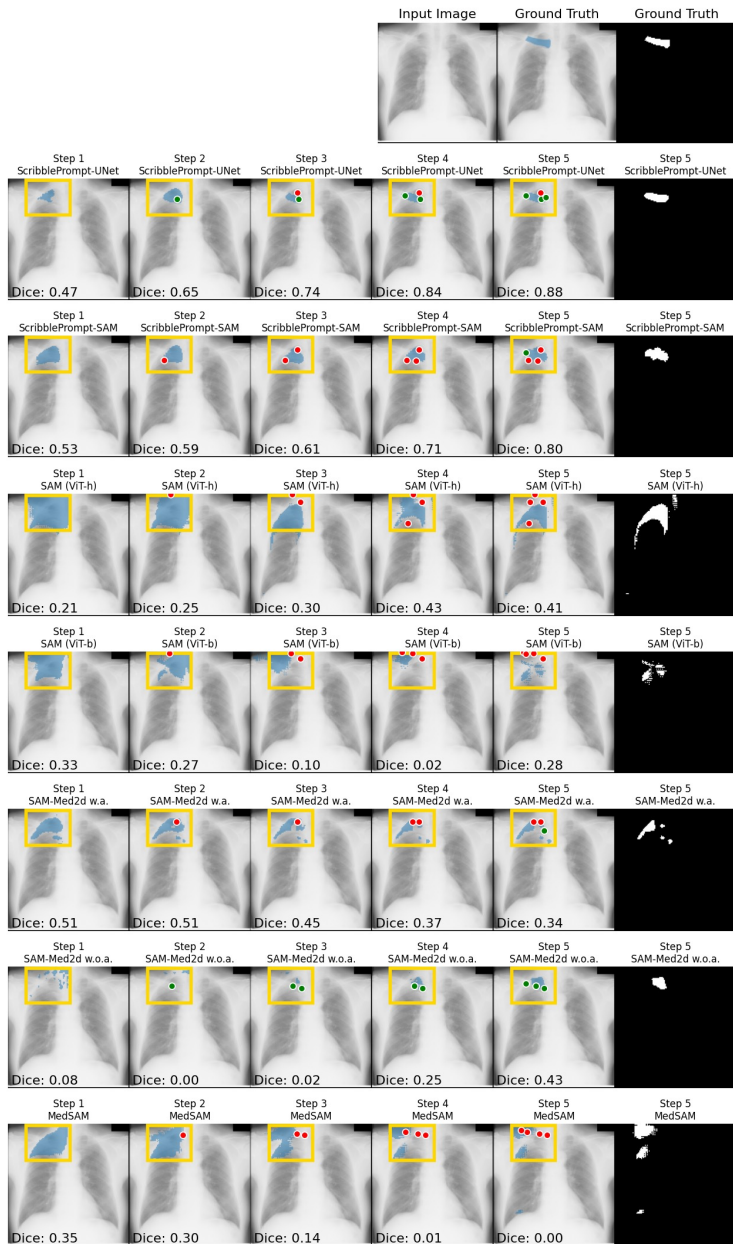 Input Image Ground Truth Ground Truth
Step 1 Step 2 Step 3 Step 4 Step 5 Step 5
ScribblePrompt-UNet ScribblePrompt-UNet ScribblePrompt-UNet ScribblePrompt-UNet ScribblePrompt-UNet ScribblePrompt-UNet
Dice: 0.47 Dice: 0.65 Dice: 0.74 Dice: 0.84 Dice: 0.88
Step 1 Step 2 Step 3 Step 4 Step 5 Step 5
ScribblePrompt-SAM ScribblePrompt-SAM ScribblePrompt-SAM ScribblePrompt-SAM ScribblePrompt-SAM ScribblePrompt-SAM
Dice: 0.53 Dice: 0.59 Dice: 0.61 Dice: 0.71 Dice: 0.80
Step 1 Step 2 Step 3 Step 4 Step 5 Step 5
SAM (ViT-h) SAM (ViT-h) SAM (ViT-h) SAM (ViT-h) SAM (ViT-h) SAM (ViT-h)
Dice: 0.21 Dice: 0.25 Dice: 0.30 Dice: 0.43 Dice: 0.41
Step 1 Step 2 Step 3 Step 4 Step 5 Step 5
SAM (ViT-b) SAM (ViT-b) SAM (ViT-b) SAM (ViT-b) SAM (ViT-b) SAM (ViT-b)
Dice: 0.33 Dice: 0.27 Dice: 0.10 Dice: 0.02 Dice: 0.28
Step 1 Step 2 Step 3 Step 4 Step 5 Step 5
SAM-Med2d w.a. SAM-Med2d w.a. SAM-Med2d w.a. SAM-Med2d w.a. SAM-Med2d w.a. SAM-Med2d w.a.
Dice: 0.51 Dice: 0.51 Dice: 0.45 Dice: 0.37 Dice: 0.34
Step 1 Step 2 Step 3 Step 4 Step 5 Step 5
SAM-Med2d w.o.a. SAM-Med2d w.o.a. SAM-Med2d w.o.a. SAM-Med2d w.o.a. SAM-Med2d w.o.a. SAM-Med2d w.o.a.
Dice: 0.08 Dice: 0.00 Dice: 0.02 Dice: 0.25 Dice: 0.43
Step 1 Step 2 Step 3 Step 4 Step 5 Step 5
MedSAM MedSAM MedSAM MedSAM MedSAM MedSAM
Dice: 0.35 Dice: 0.30 Dice: 0.14 Dice: 0.01 Dice: 0.00